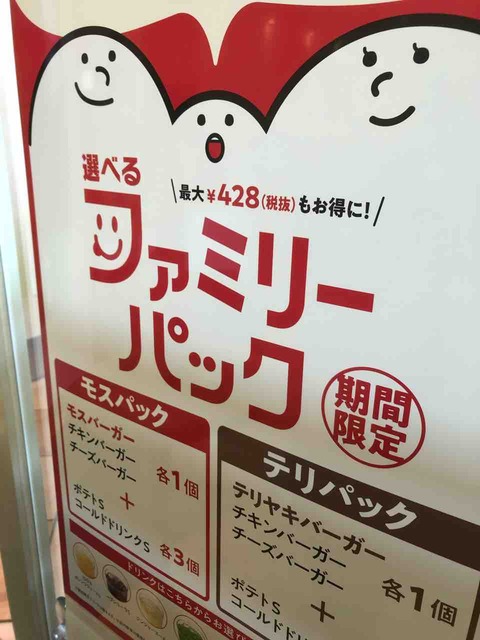 選べる
最大¥428(税抜)もお得に!
ファミリー
パック
期間
限定
モスパック
モスバーガー
チキンバーガー
チーズバーガー
各1個
+
ポテトS
コールドドリンクS
各3個
ドリンクはこちらからお選び
テリパック
テリヤキバーガー
チキンバーガー
チーズバーガー
各1個
+
ポテトS
コールドド